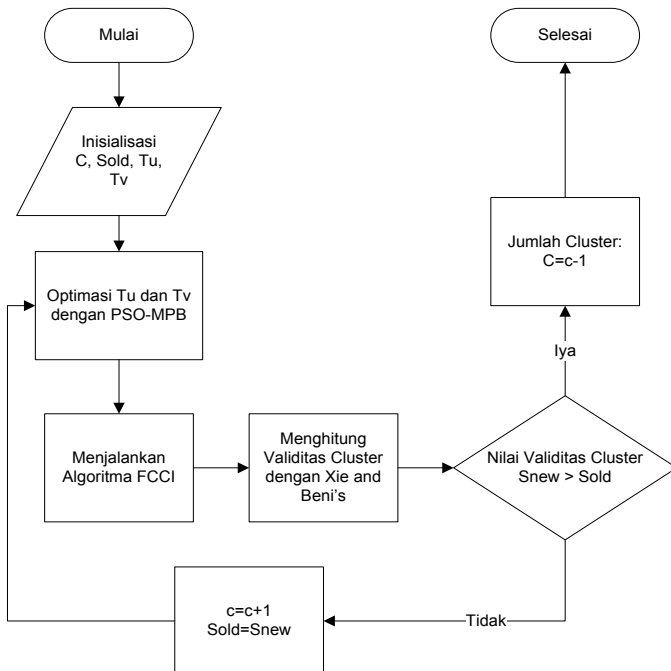 Mulai
Inisialisasi
C, Sold, Tu,
Tv
Optimasi Tu dan Tv
dengan PSO-MPB
Menjalankan
Algoritma FCCI
Menghitung
Validitas Cluster
dengan Xie and
Beni's
Nilai Validitas Cluster
Snew > Sold
Iya
Jumlah Cluster:
C=c-1
Selesai
Tidak
c=c+1
Sold=Snew